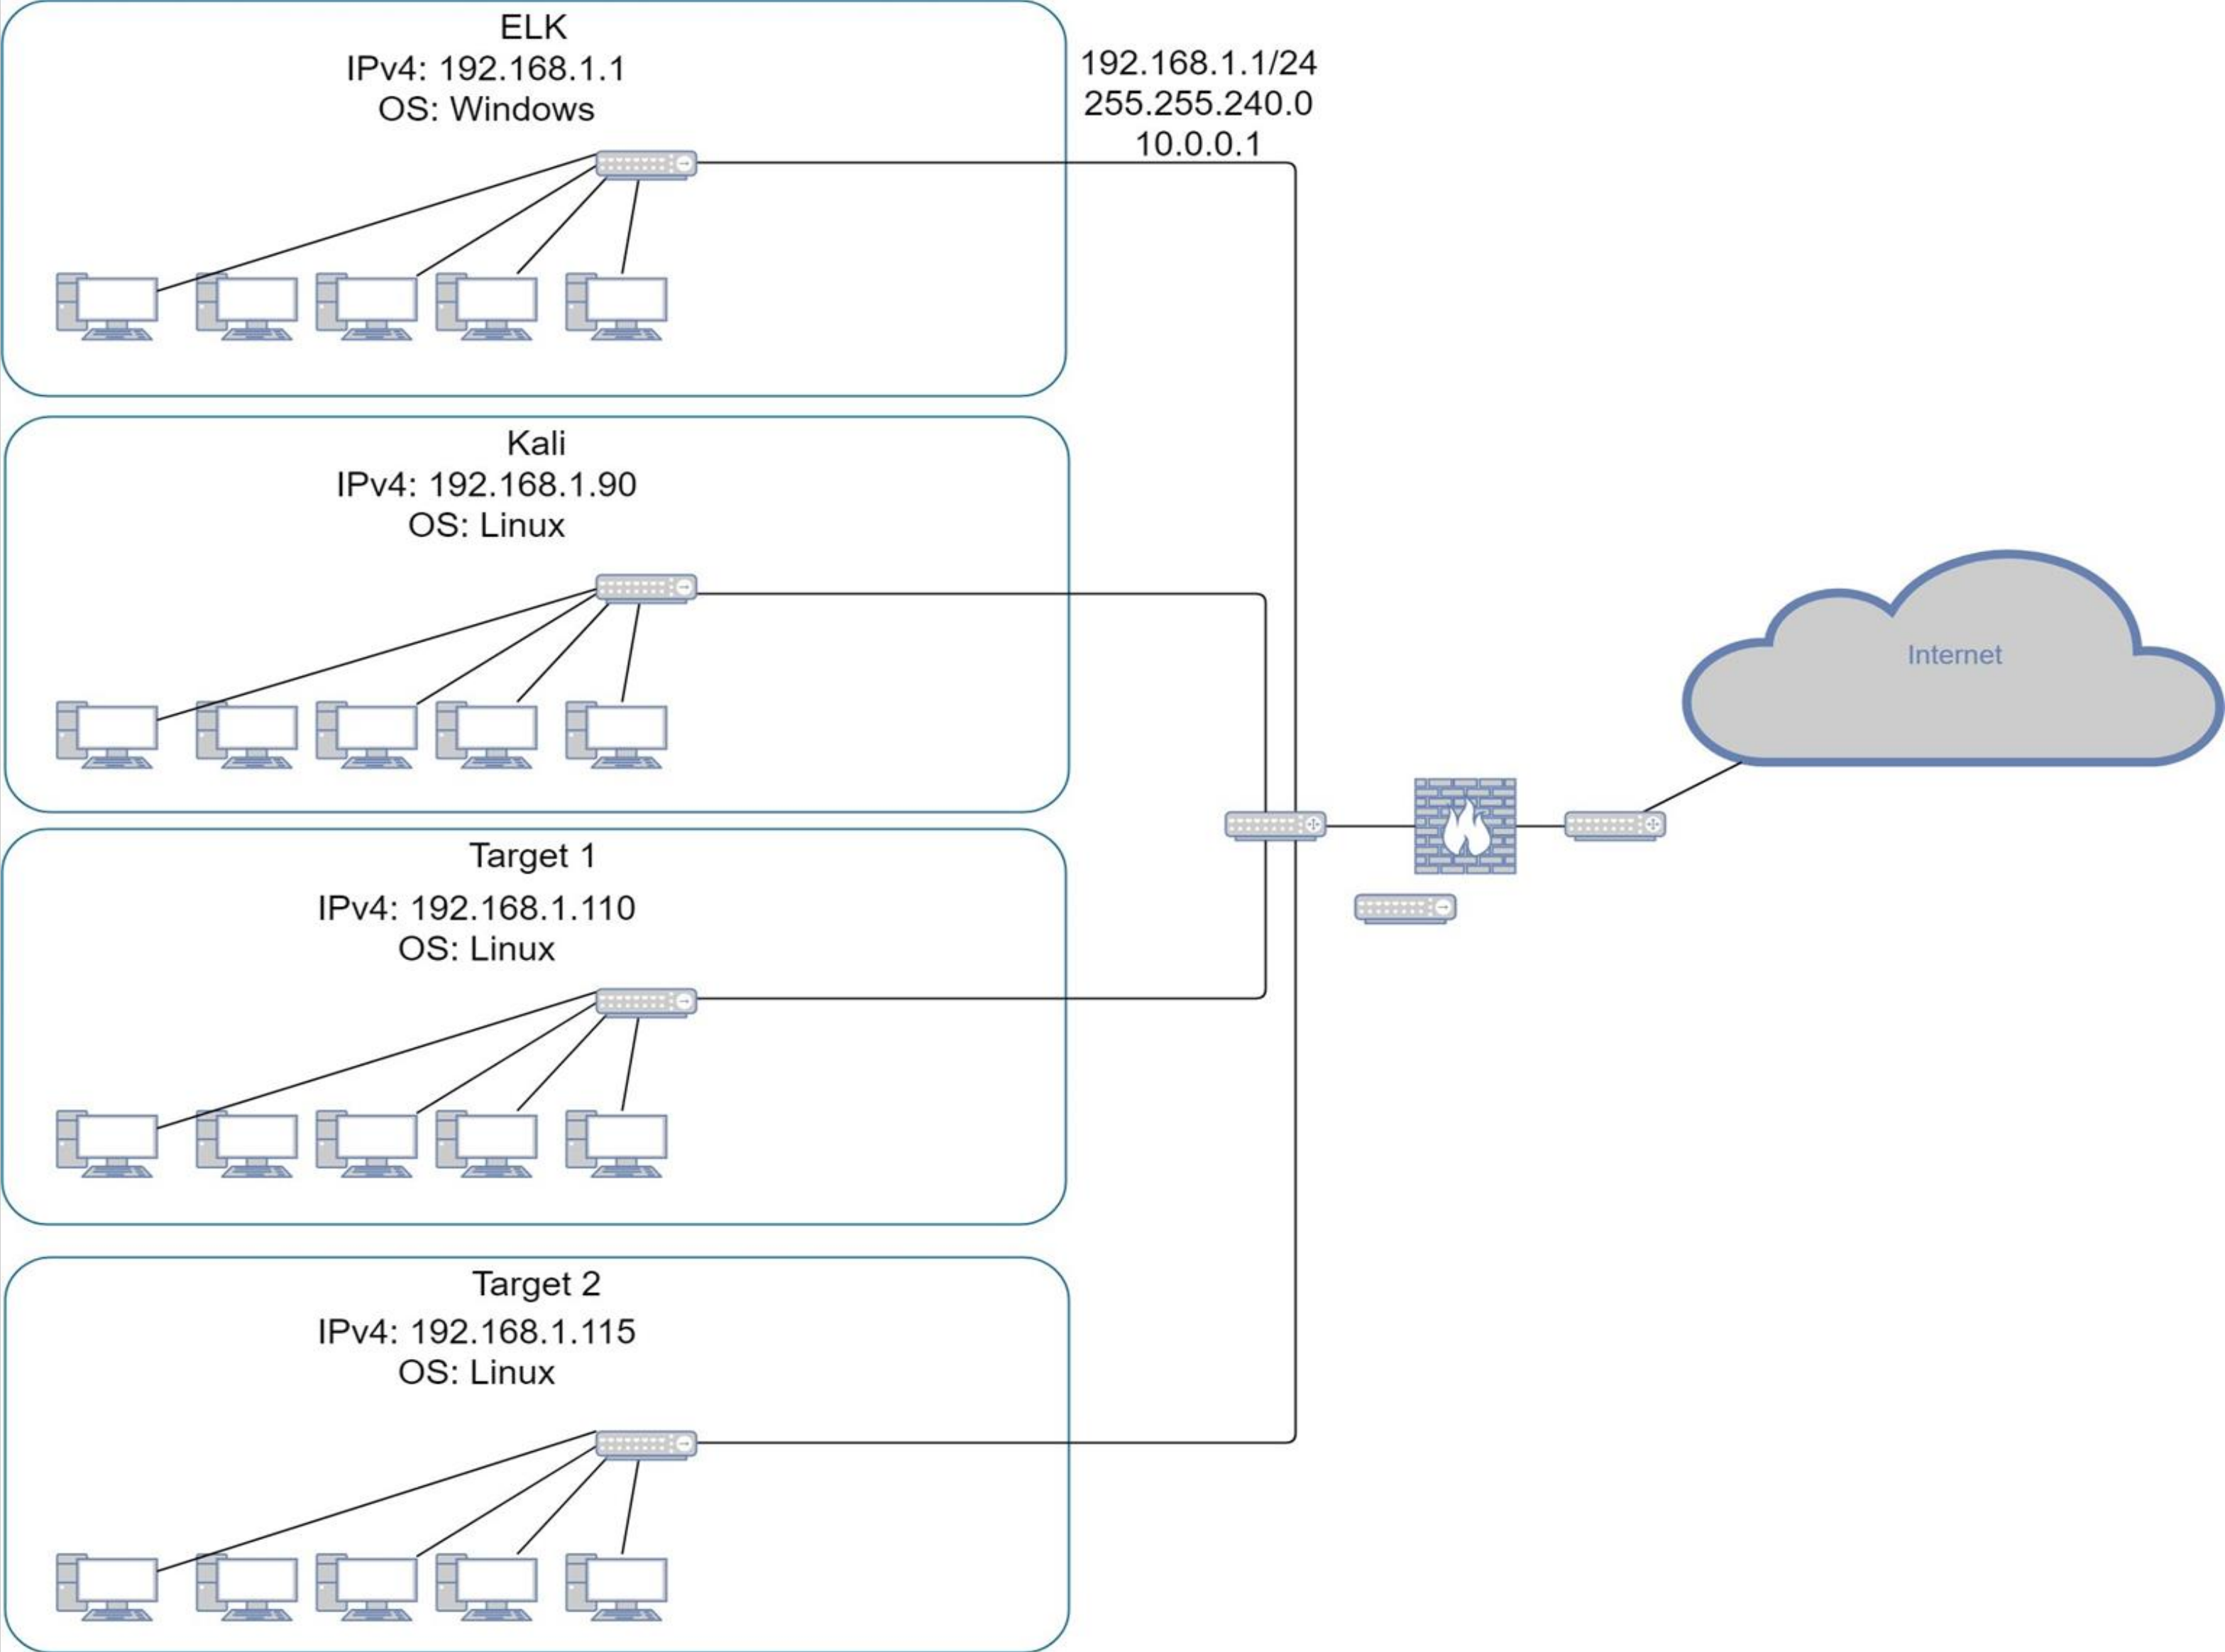 ELK
IPv4: 192.168.1.1
OS: Windows
192.168.1.1/24
255.255.240.0
10.0.0.1
Kali
IPv4: 192.168.1.90
OS: Linux
Internet
Target 1
IPv4: 192.168.1.110
OS: Linux
Target 2
IPv4: 192.168.1.115
OS: Linux